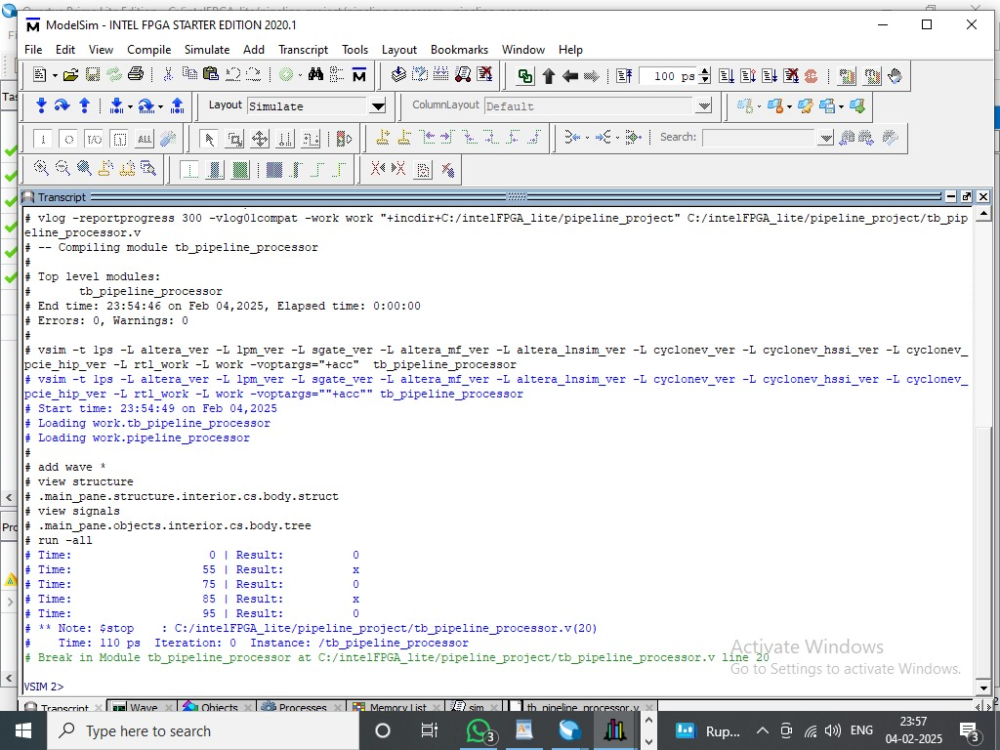 ModelSim - INTEL FPGA STARTER EDITION 2020.1
File Edit View Compile Simulate Add Transcript Tools Layout Bookmarks Window Help
100 ps
Layout Simulate ColumnLayout Default
ALL
Search:
Transcript
# vlog -reportprogress 300 -vlog01compat -work work "+incdir+C:/intelFPGA_lite/pipeline_project" C:/intelFPGA_lite/pipeline_project/tb_pip
eline_processor.v
# -- Compiling module tb_pipeline_processor
#
# Top level modules:
# tb_pipeline_processor
# End time: 23:54:46 on Feb 04,2025, Elapsed time: 0:00:00
# Errors: 0, Warnings: 0
#
# vsim -t 1ps -L altera_ver -L lpm_ver -L sgate_ver -L altera_mf_ver -L altera_lnsim_ver -L cyclonev_ver -L cyclonev_hssi_ver -L cyclonev_
pcie_hip_ver -L rtl_work -L work -voptargs="+acc" tb_pipeline_processor
# vsim -t 1ps -L altera_ver -L lpm_ver -L sgate_ver -L altera_mf_ver -L altera_lnsim_ver -L cyclonev_ver -L cyclonev_hssi_ver -L cyclonev_
pcie_hip_ver -L rtl_work -L work -voptargs=""+acc"" tb_pipeline_processor
# Start time: 23:54:49 on Feb 04,2025
# Loading work.tb_pipeline_processor
# Loading work.pipeline_processor
#
# add wave *
# view structure
# .main_pane.structure.interior.cs.body.struct
# view signals
# .main_pane.objects.interior.cs.body.tree
# run -all
# Time: 0 | Result: 0
# Time: 55 | Result: x
# Time: 75 | Result: 0
# Time: 85 | Result: x
# Time: 95 | Result: 0
# ** Note: $stop : C:/intelFPGA_lite/pipeline_project/tb_pipeline_processor.v(20)
# Time: 110 ps Iteration: 0 Instance: /tb_pipeline_processor
# Break in Module tb_pipeline_processor at C:/intelFPGA_lite/pipeline_project/tb_pipeline_processor.v line 20
Activate Windows
Go to Settings to activate Windows.
VSIM 2>
Transcript Wave Objects Processes Memory List sim tb_pipeline_processor.v
Type here to search
3
Rup...
ENG
23:57
04-02-2025
3